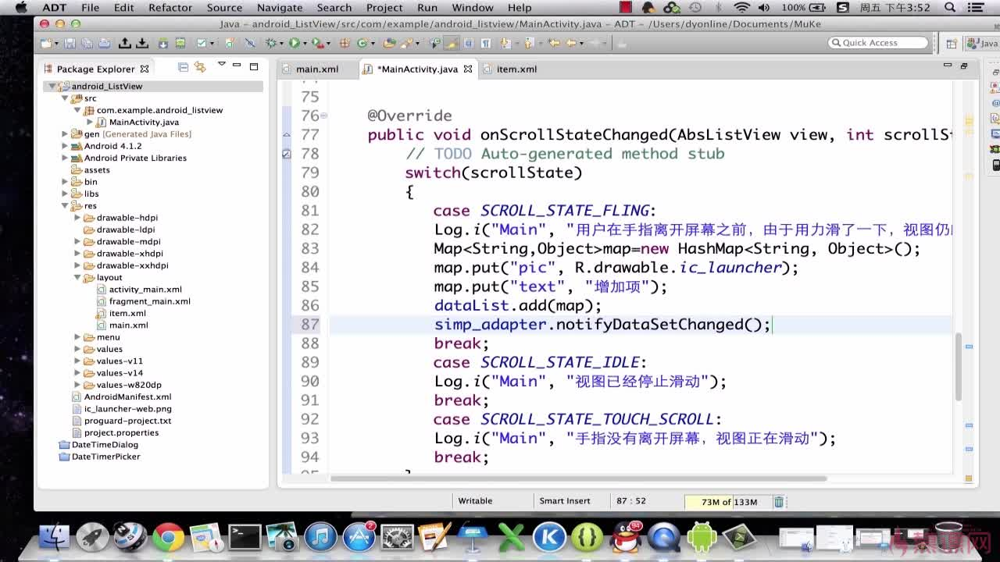 ADT File Edit Refactor Source Navigate Search Project Run Window Help 100% 周五 下午3:52
Java - android_ListView/src/com/example/android_listview/MainActivity.java - ADT - /Users/dyonline/Documents/MuKe
Quick Access
Java
Package Explorer
main.xml
*MainActivity.java
item.xml
android_ListView
src
com.example.android_listview
MainActivity.java
gen [Generated Java Files]
Android 4.1.2
Android Private Libraries
assets
bin
libs
res
drawable-hdpi
drawable-ldpi
drawable-mdpi
drawable-xhdpi
drawable-xxhdpi
layout
activity_main.xml
fragment_main.xml
item.xml
main.xml
menu
values
values-v11
values-v14
values-w820dp
AndroidManifest.xml
ic_launcher-web.png
proguard-project.txt
project.properties
DateTimeDialog
DateTimerPicker
75
76 @Override
77 public void onScrollStateChanged(AbsListView view, int scrollSt
78 // TODO Auto-generated method stub
79 switch(scrollState)
80 {
81 case SCROLL_STATE_FLING:
82 Log.i("Main", "用户在手指离开屏幕之前，由于用力滑了一下，视图仍
83 Map<String,Object>map=new HashMap<String, Object>();
84 map.put("pic", R.drawable.ic_launcher);
85 map.put("text", "增加项");
86 dataList.add(map);
87 simp_adapter.notifyDataSetChanged();
88 break;
89 case SCROLL_STATE_IDLE:
90 Log.i("Main", "视图已经停止滑动");
91 break;
92 case SCROLL_STATE_TOUCH_SCROLL:
93 Log.i("Main", "手指没有离开屏幕，视图正在滑动");
94 break;
Writable
Smart Insert
87 : 52
73M of 133M
2
94